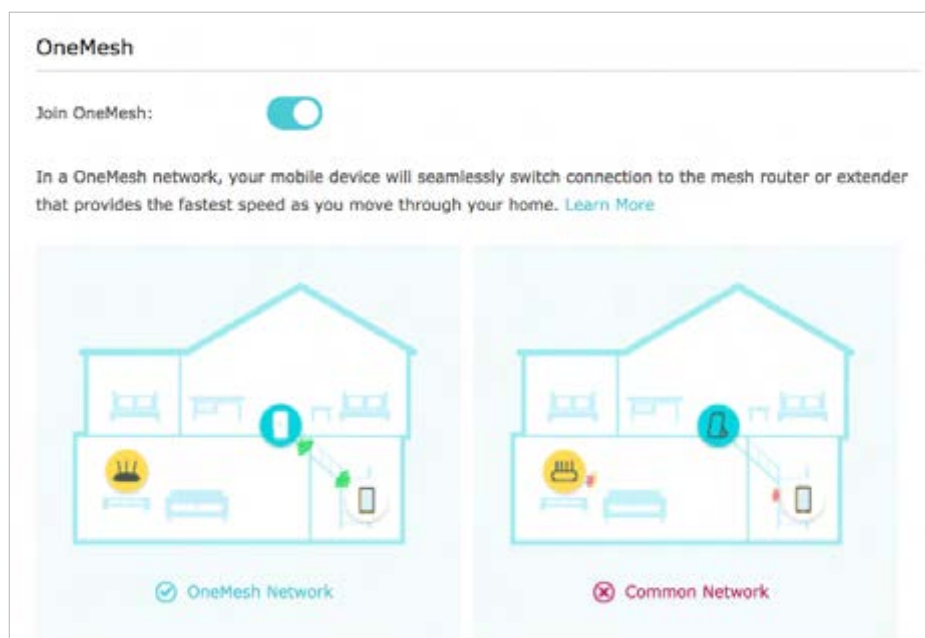 OneMesh
Join OneMesh:
In a OneMesh network, your mobile device will seamlessly switch connection to the mesh router or extender
that provides the fastest speed as you move through your home. Learn More
OneMesh Network
Common Network